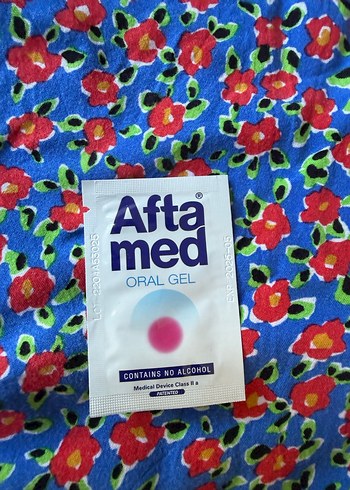 Afta®
med
ORAL GEL
CONTAINS NO ALCOHOL
Medical Device Class II a
PATENTED